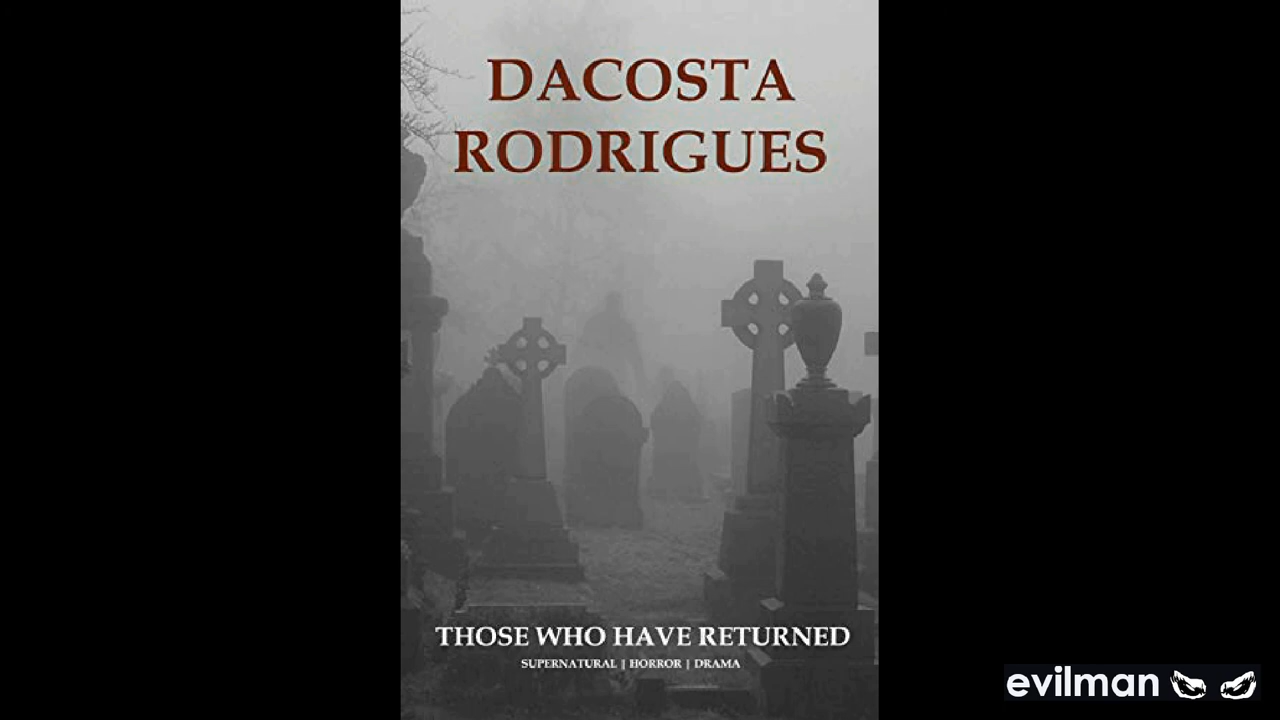 DACOSTA
RODRIGUES
THOSE WHO HAVE RETURNED
SUPERNATURAL | HORROR | DRAMA
evilman